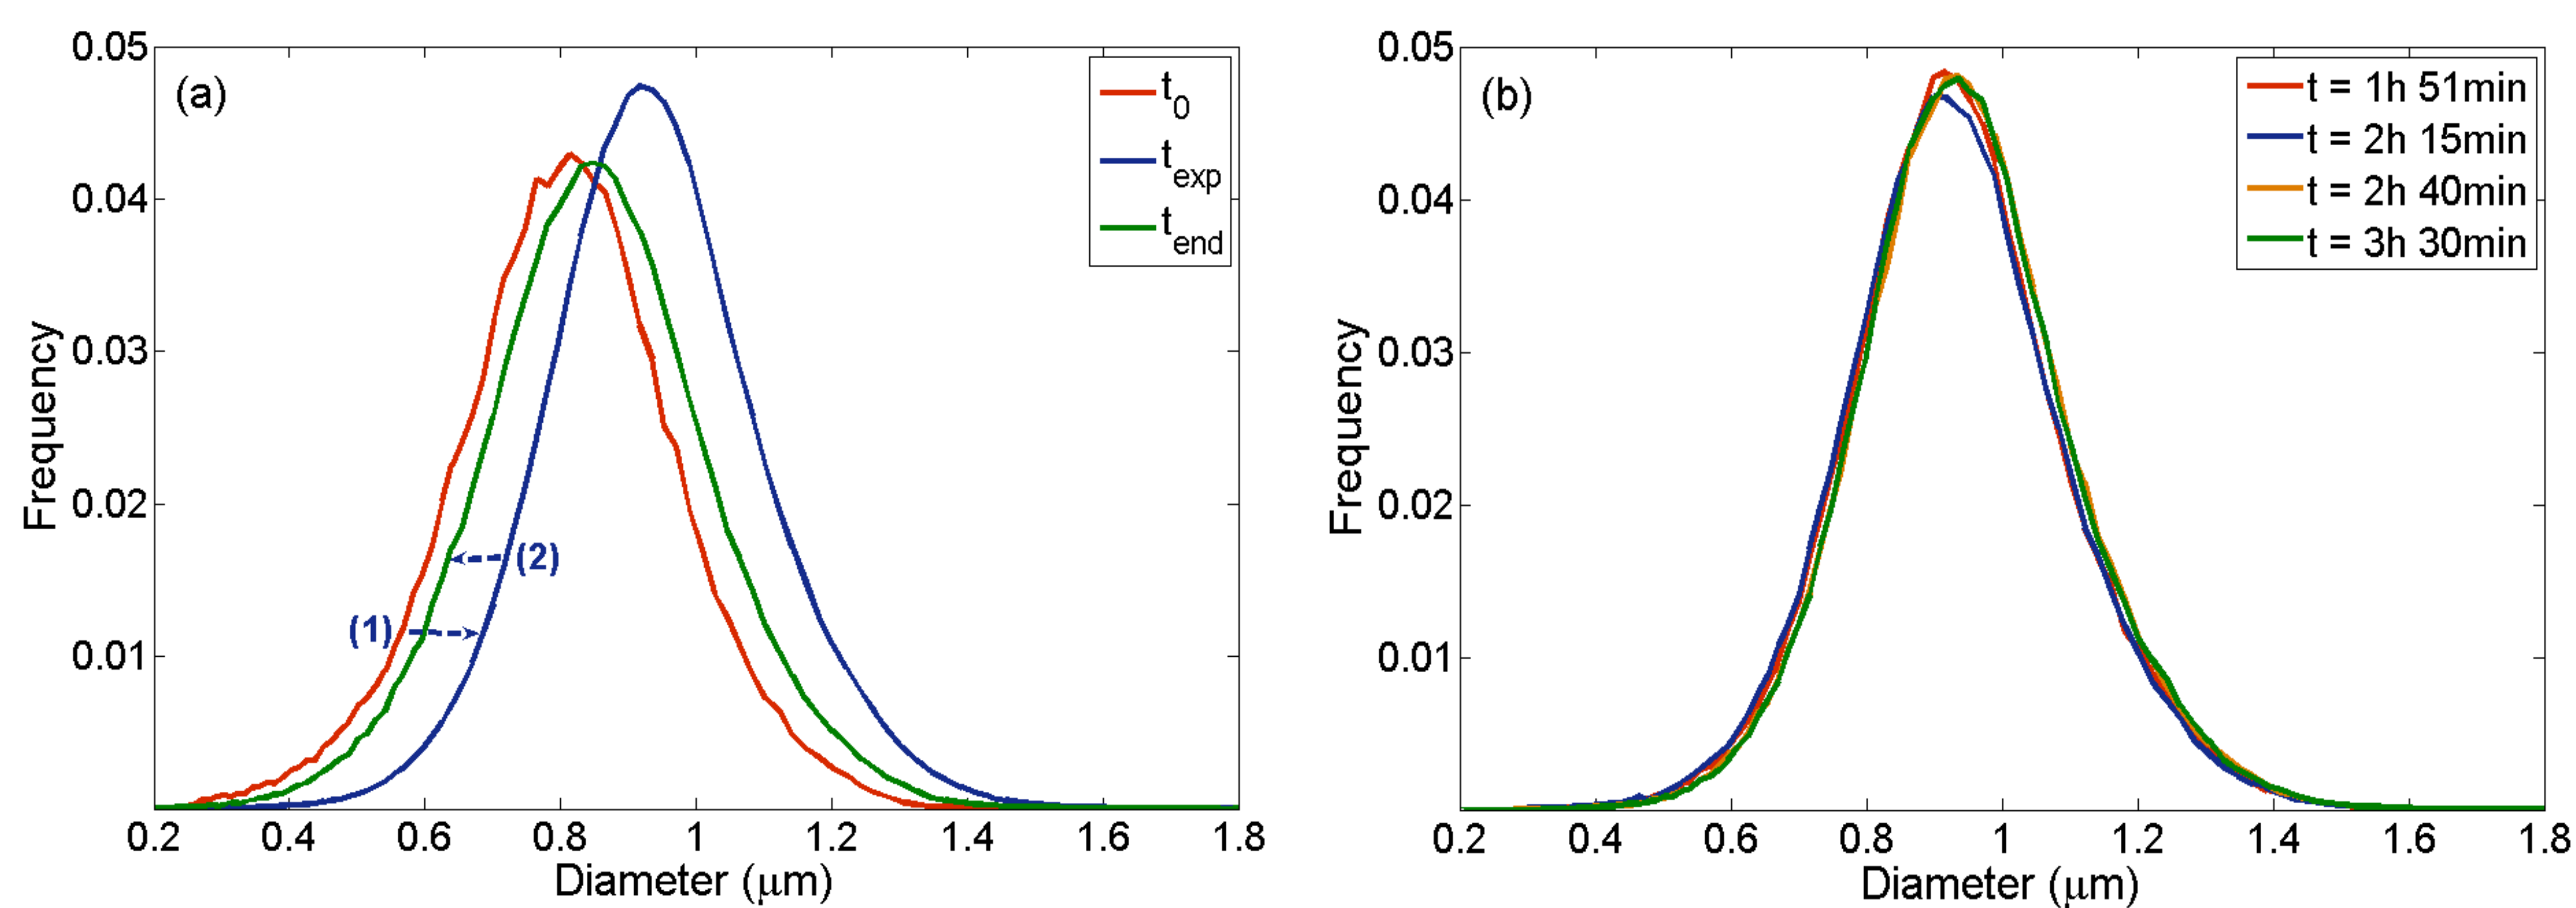 (a)
0.05
0.04
0.03
0.02
0.01
Frequency
t0
texp
tend
(2)
(1)
0.2 0.4 0.6 0.8 1 1.2 1.4 1.6 1.8
Diameter (μm)
(b)
0.05
0.04
0.03
0.02
0.01
Frequency
t = 1h 51min
t = 2h 15min
t = 2h 40min
t = 3h 30min
0.2 0.4 0.6 0.8 1 1.2 1.4 1.6 1.8
Diameter (μm)